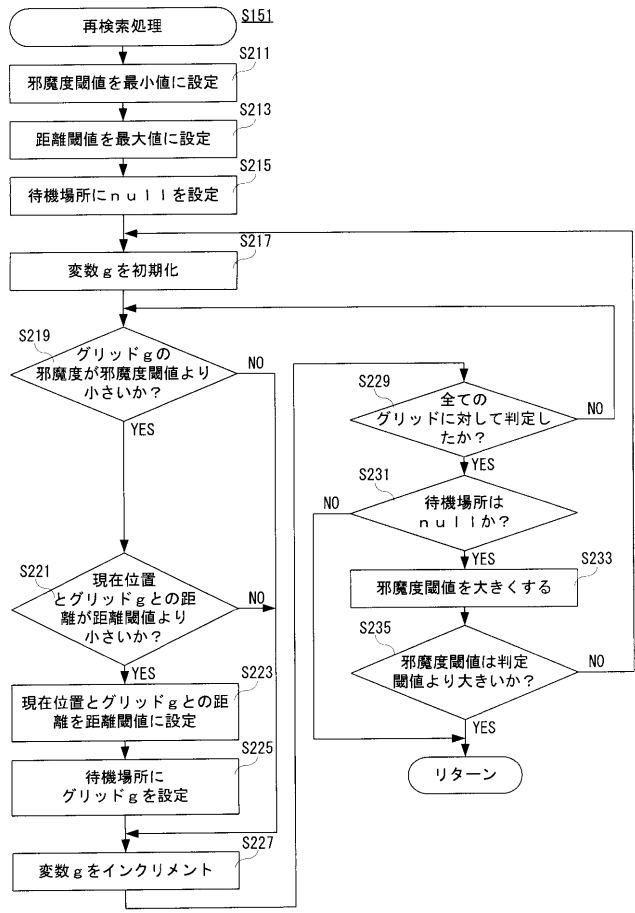 再検索処理
S151
S211
邪魔度閾値を最小値に設定
S213
距離閾値を最大値に設定
S215
待機場所にｎｕｌｌを設定
S217
変数ｇを初期化
S219
グリッドｇの
邪魔度が邪魔度閾値より
小さいか？
NO
YES
S221
現在位置
とグリッドｇとの距
離が距離閾値より
小さいか？
NO
YES
S223
現在位置とグリッドｇとの距
離を距離閾値に設定
S225
待機場所に
グリッドｇを設定
S227
変数ｇをインクリメント
S229
全ての
グリッドに対して判定し
たか？
NO
YES
S231
待機場所は
ｎｕｌｌか？
NO
YES
S233
邪魔度閾値を大きくする
S235
邪魔度閾値は判定
閾値より大きいか？
NO
YES
リターン